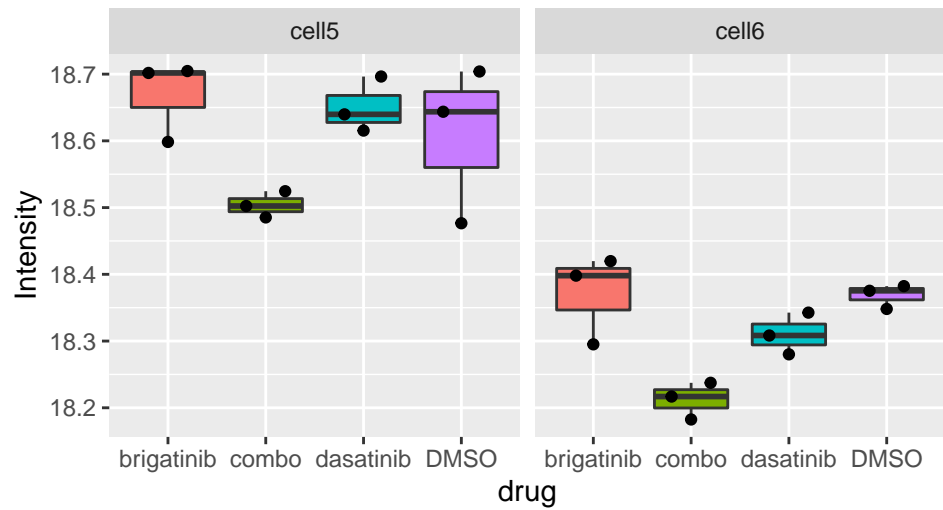 cell5 cell6
18.7
18.6
18.5
18.4
18.3
18.2
Intensity
brigatinib combo dasatinib DMSO brigatinib combo dasatinib DMSO
drug